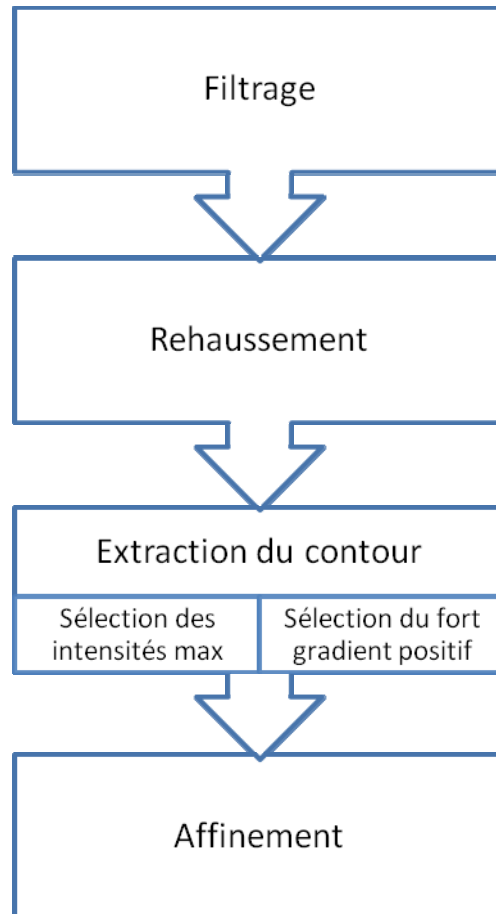 Filtrage
Rehaussement
Extraction du contour
Sélection des
intensités max
Sélection du fort
gradient positif
Affinement